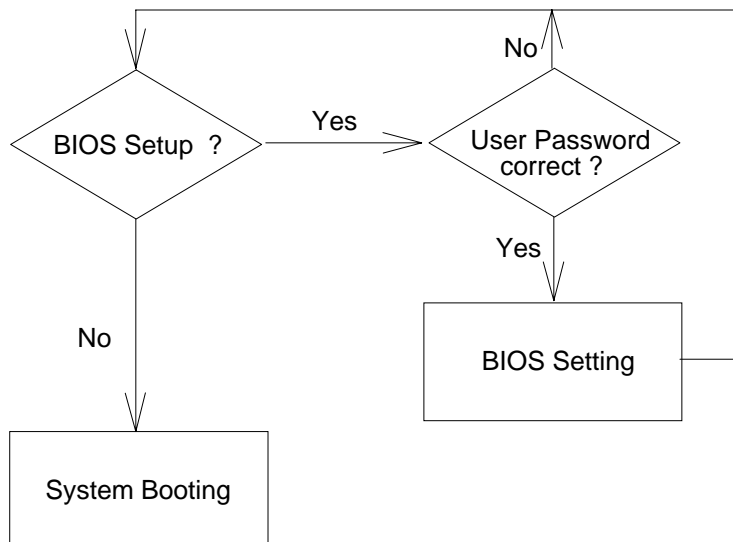 No
Yes
BIOS Setup ?
User Password
correct ?
Yes
No
BIOS Setting
System Booting